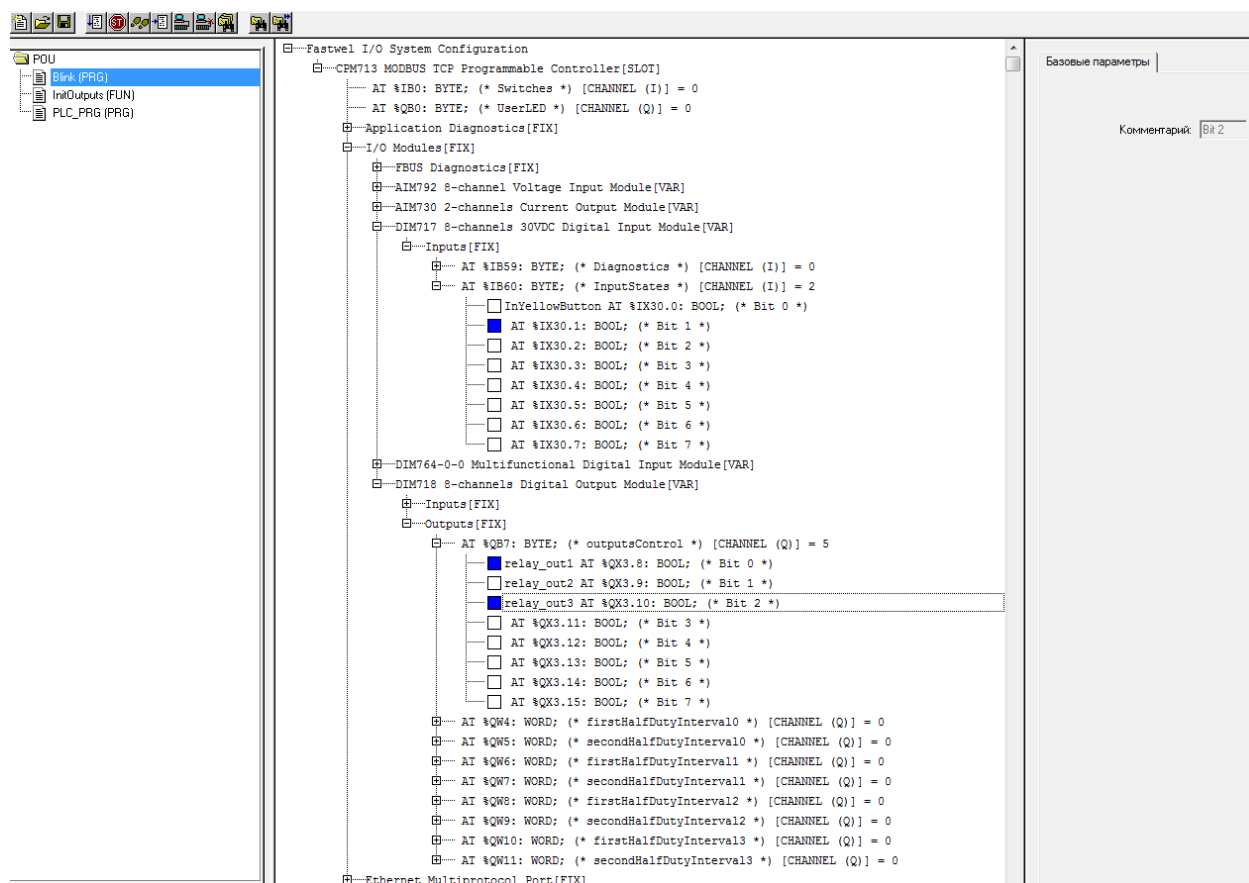 POU
Blink (PRG)
InitOutputs (FUN)
PLC_PRG (PRG)
Fastwel I/O System Configuration
CPM713 MODBUS TCP Programmable Controller[SLOT]
AT %IB0: BYTE; (* Switches *) [CHANNEL (I)] = 0
AT %QB0: BYTE; (* UserLED *) [CHANNEL (Q)] = 0
Application Diagnostics[FIX]
I/O Modules[FIX]
FBUS Diagnostics[FIX]
AIM792 8-channel Voltage Input Module[VAR]
AIM730 2-channels Current Output Module[VAR]
DIM717 8-channels 30VDC Digital Input Module[VAR]
Inputs[FIX]
AT %IB59: BYTE; (* Diagnostics *) [CHANNEL (I)] = 0
AT %IB60: BYTE; (* InputStates *) [CHANNEL (I)] = 2
InYellowButton AT %IX30.0: BOOL; (* Bit 0 *)
AT %IX30.1: BOOL; (* Bit 1 *)
AT %IX30.2: BOOL; (* Bit 2 *)
AT %IX30.3: BOOL; (* Bit 3 *)
AT %IX30.4: BOOL; (* Bit 4 *)
AT %IX30.5: BOOL; (* Bit 5 *)
AT %IX30.6: BOOL; (* Bit 6 *)
AT %IX30.7: BOOL; (* Bit 7 *)
DIM764-0-0 Multifunctional Digital Input Module[VAR]
DIM718 8-channels Digital Output Module[VAR]
Inputs[FIX]
Outputs[FIX]
AT %QB7: BYTE; (* outputsControl *) [CHANNEL (Q)] = 5
relay_out1 AT %QX3.8: BOOL; (* Bit 0 *)
relay_out2 AT %QX3.9: BOOL; (* Bit 1 *)
relay_out3 AT %QX3.10: BOOL; (* Bit 2 *)
AT %QX3.11: BOOL; (* Bit 3 *)
AT %QX3.12: BOOL; (* Bit 4 *)
AT %QX3.13: BOOL; (* Bit 5 *)
AT %QX3.14: BOOL; (* Bit 6 *)
AT %QX3.15: BOOL; (* Bit 7 *)
AT %QW4: WORD; (* firstHalfDutyInterval0 *) [CHANNEL (Q)] = 0
AT %QW5: WORD; (* secondHalfDutyInterval0 *) [CHANNEL (Q)] = 0
AT %QW6: WORD; (* firstHalfDutyInterval1 *) [CHANNEL (Q)] = 0
AT %QW7: WORD; (* secondHalfDutyInterval1 *) [CHANNEL (Q)] = 0
AT %QW8: WORD; (* firstHalfDutyInterval2 *) [CHANNEL (Q)] = 0
AT %QW9: WORD; (* secondHalfDutyInterval2 *) [CHANNEL (Q)] = 0
AT %QW10: WORD; (* firstHalfDutyInterval3 *) [CHANNEL (Q)] = 0
AT %QW11: WORD; (* secondHalfDutyInterval3 *) [CHANNEL (Q)] = 0
Ethernet Multiprotocol Port[FIX]
Базовые параметры
Комментарий: Bit 2